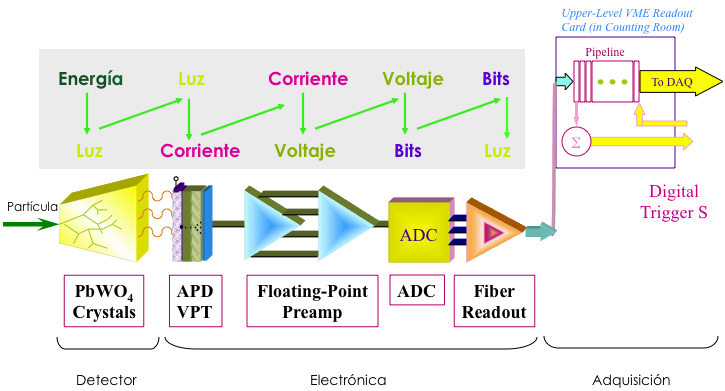 Upper-Level VME Readout
Card (in Counting Room)
Pipeline
To DAQ
Σ
Digital
Trigger S
Energía Luz Corriente Voltaje Bits
Luz Corriente Voltaje Bits Luz
Partícula
ADC
PbWO4
Crystals
APD
VPT
Floating-Point
Preamp
ADC
Fiber
Readout
Detector Electrónica Adquisición